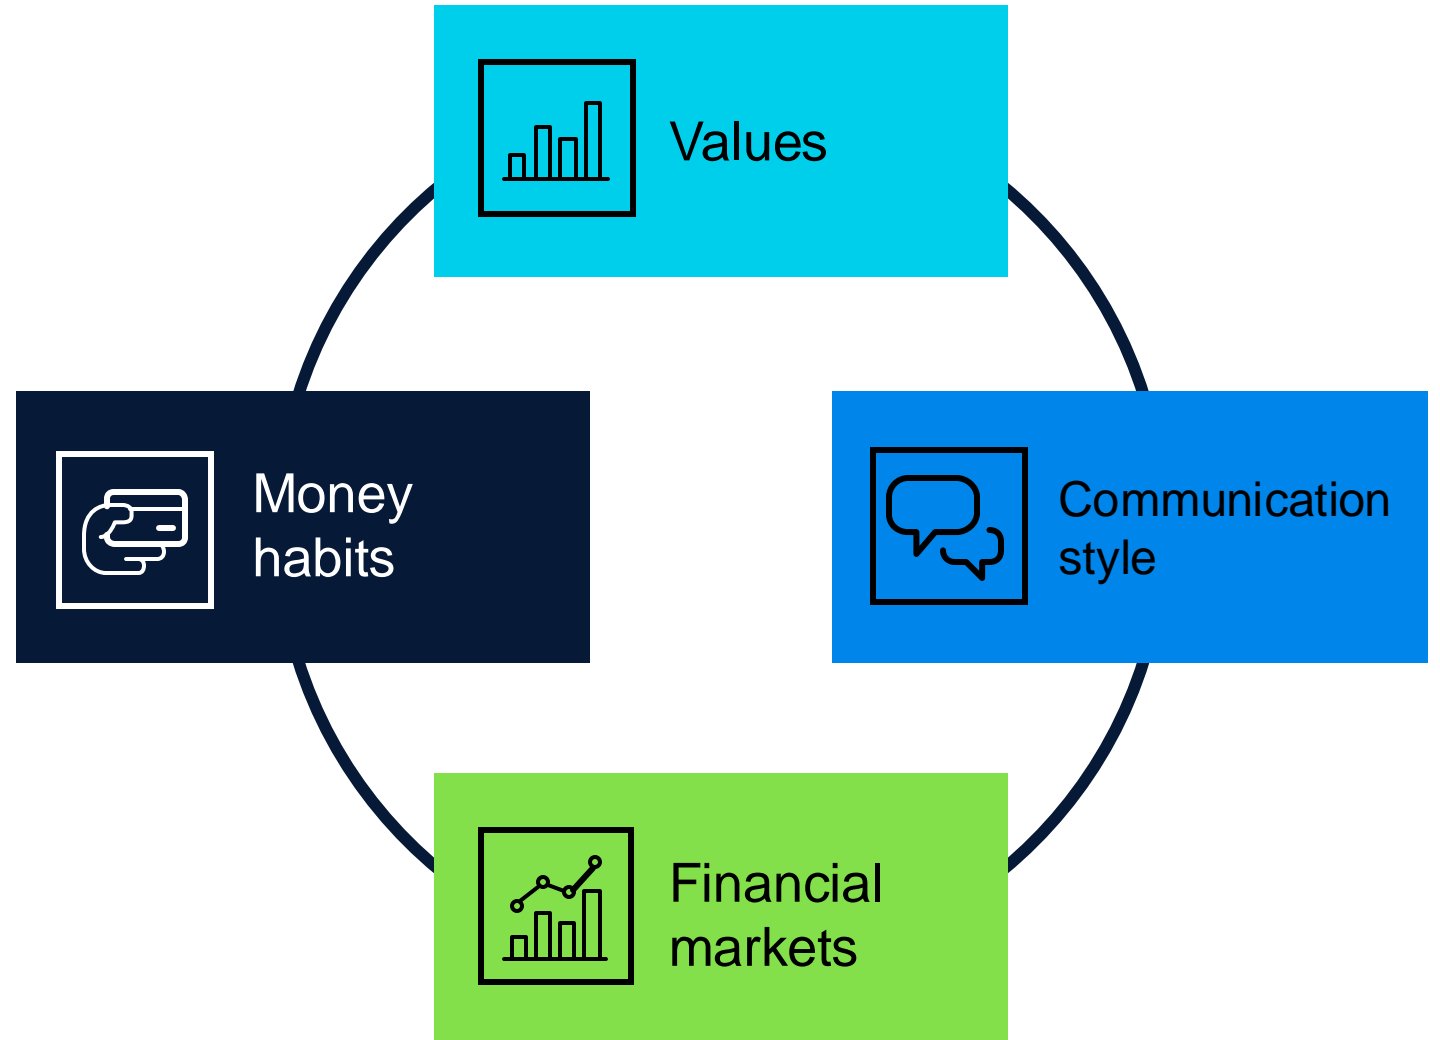 Values
Money
habits
Communication
style
Financial
markets